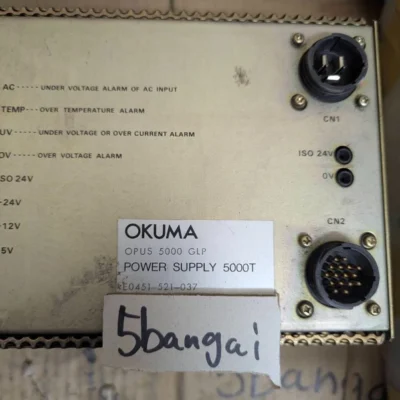 AC — UNDER VOLTAGE ALARM OF AC INPUT
TEMP — OVER TEMPERATURE ALARM
UV — UNDER VOLTAGE OR OVER CURRENT ALARM
OV — OVER VOLTAGE ALARM
ISO 24V
-24V
-12V
5V
CN1
ISO 24V
0V
CN2
OKUMA
OPUS 5000 GLP
POWER SUPPLY 5000T
E0451-521-037
5bangai
5banga